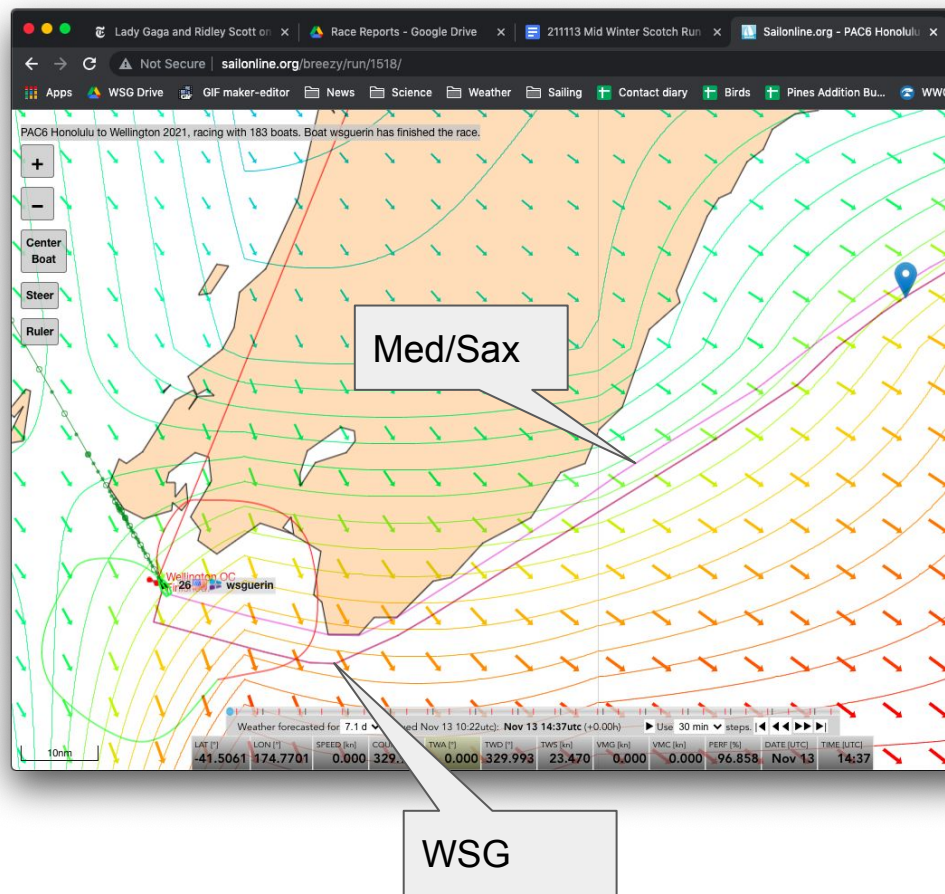 Lady Gaga and Ridley Scott on
Race Reports - Google Drive
211113 Mid Winter Scotch Run
Sailonline.org - PAC6 Honolulu
Not Secure | sailonline.org/breezy/run/1518/
Apps WSG Drive GIF maker-editor News Science Weather Sailing Contact diary Birds Pines Addition Bu...
PAC6 Honolulu to Wellington 2021, racing with 183 boats. Boat wsguerin has finished the race.
+
–
Center
Boat
Steer
Ruler
Med/Sax
Wellington OC
26 wsguerin
Weather forecasted for 7.1 d
Nov 13 10:22utc): Nov 13 14:37utc (+0.00h) Use 30 min steps.
10nm
LAT [°] LON [°] SPEED [kn] TWA [°] TWD [°] TWS [kn] VMG [kn] VMC [kn] PERF [%] DATE [UTC] TIME [UTC]
-41.5061 174.7701 0.000 329. 0.000 329.993 23.470 0.000 0.000 96.858 Nov 13 14:37
WSG